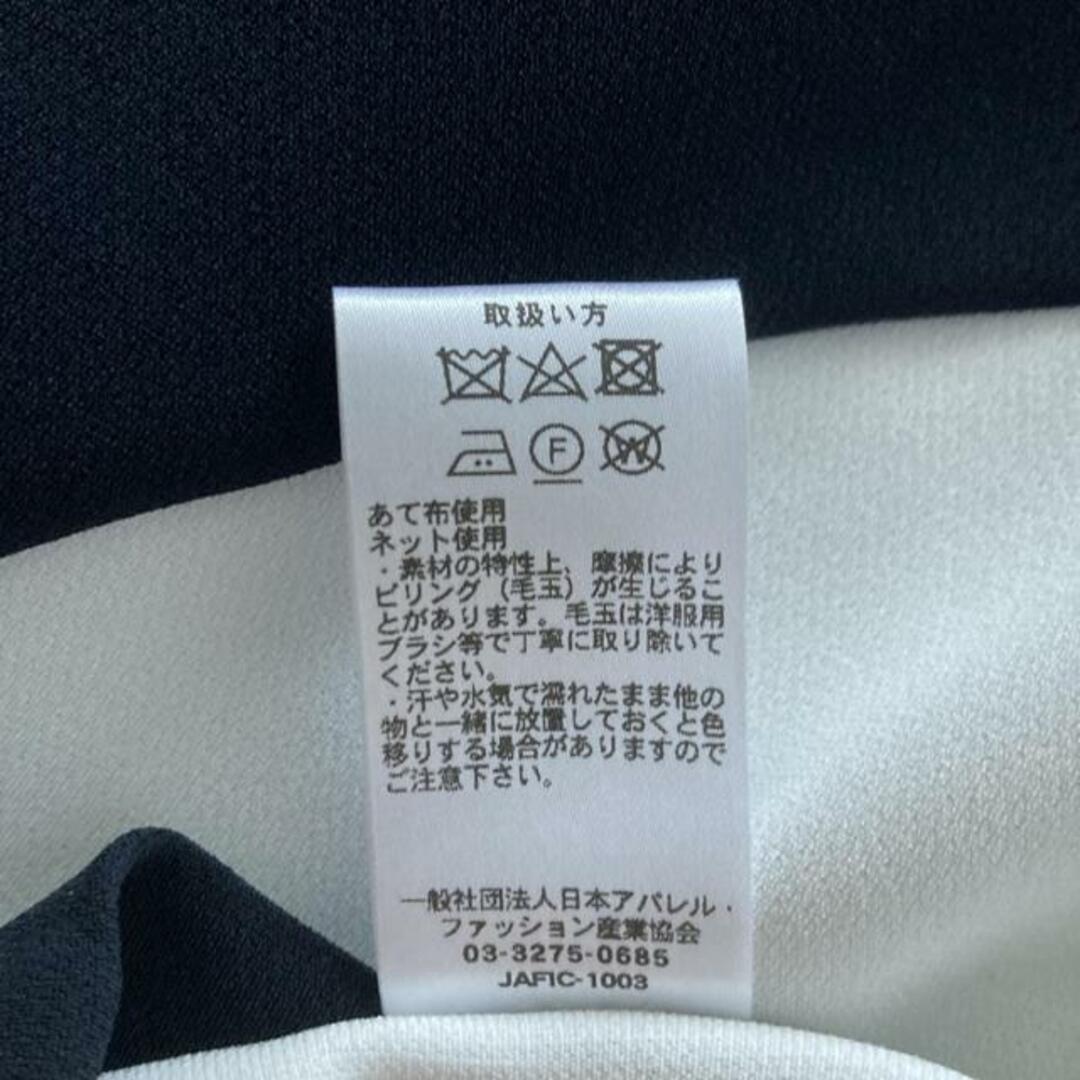 取扱い方
F W
あて布使用
ネット使用
・素材の特性上、摩擦により
ピリング（毛玉）が生じるこ
とがあります。毛玉は洋服用
ブラシ等で丁寧に取り除いて
ください。
・汗や水気で濡れたまま他の
物と一緒に放置しておくと色
移りする場合がありますので
ご注意下さい。
一般社団法人日本アパレル・
ファッション産業協会
03-3275-0685
JAFIC-1003